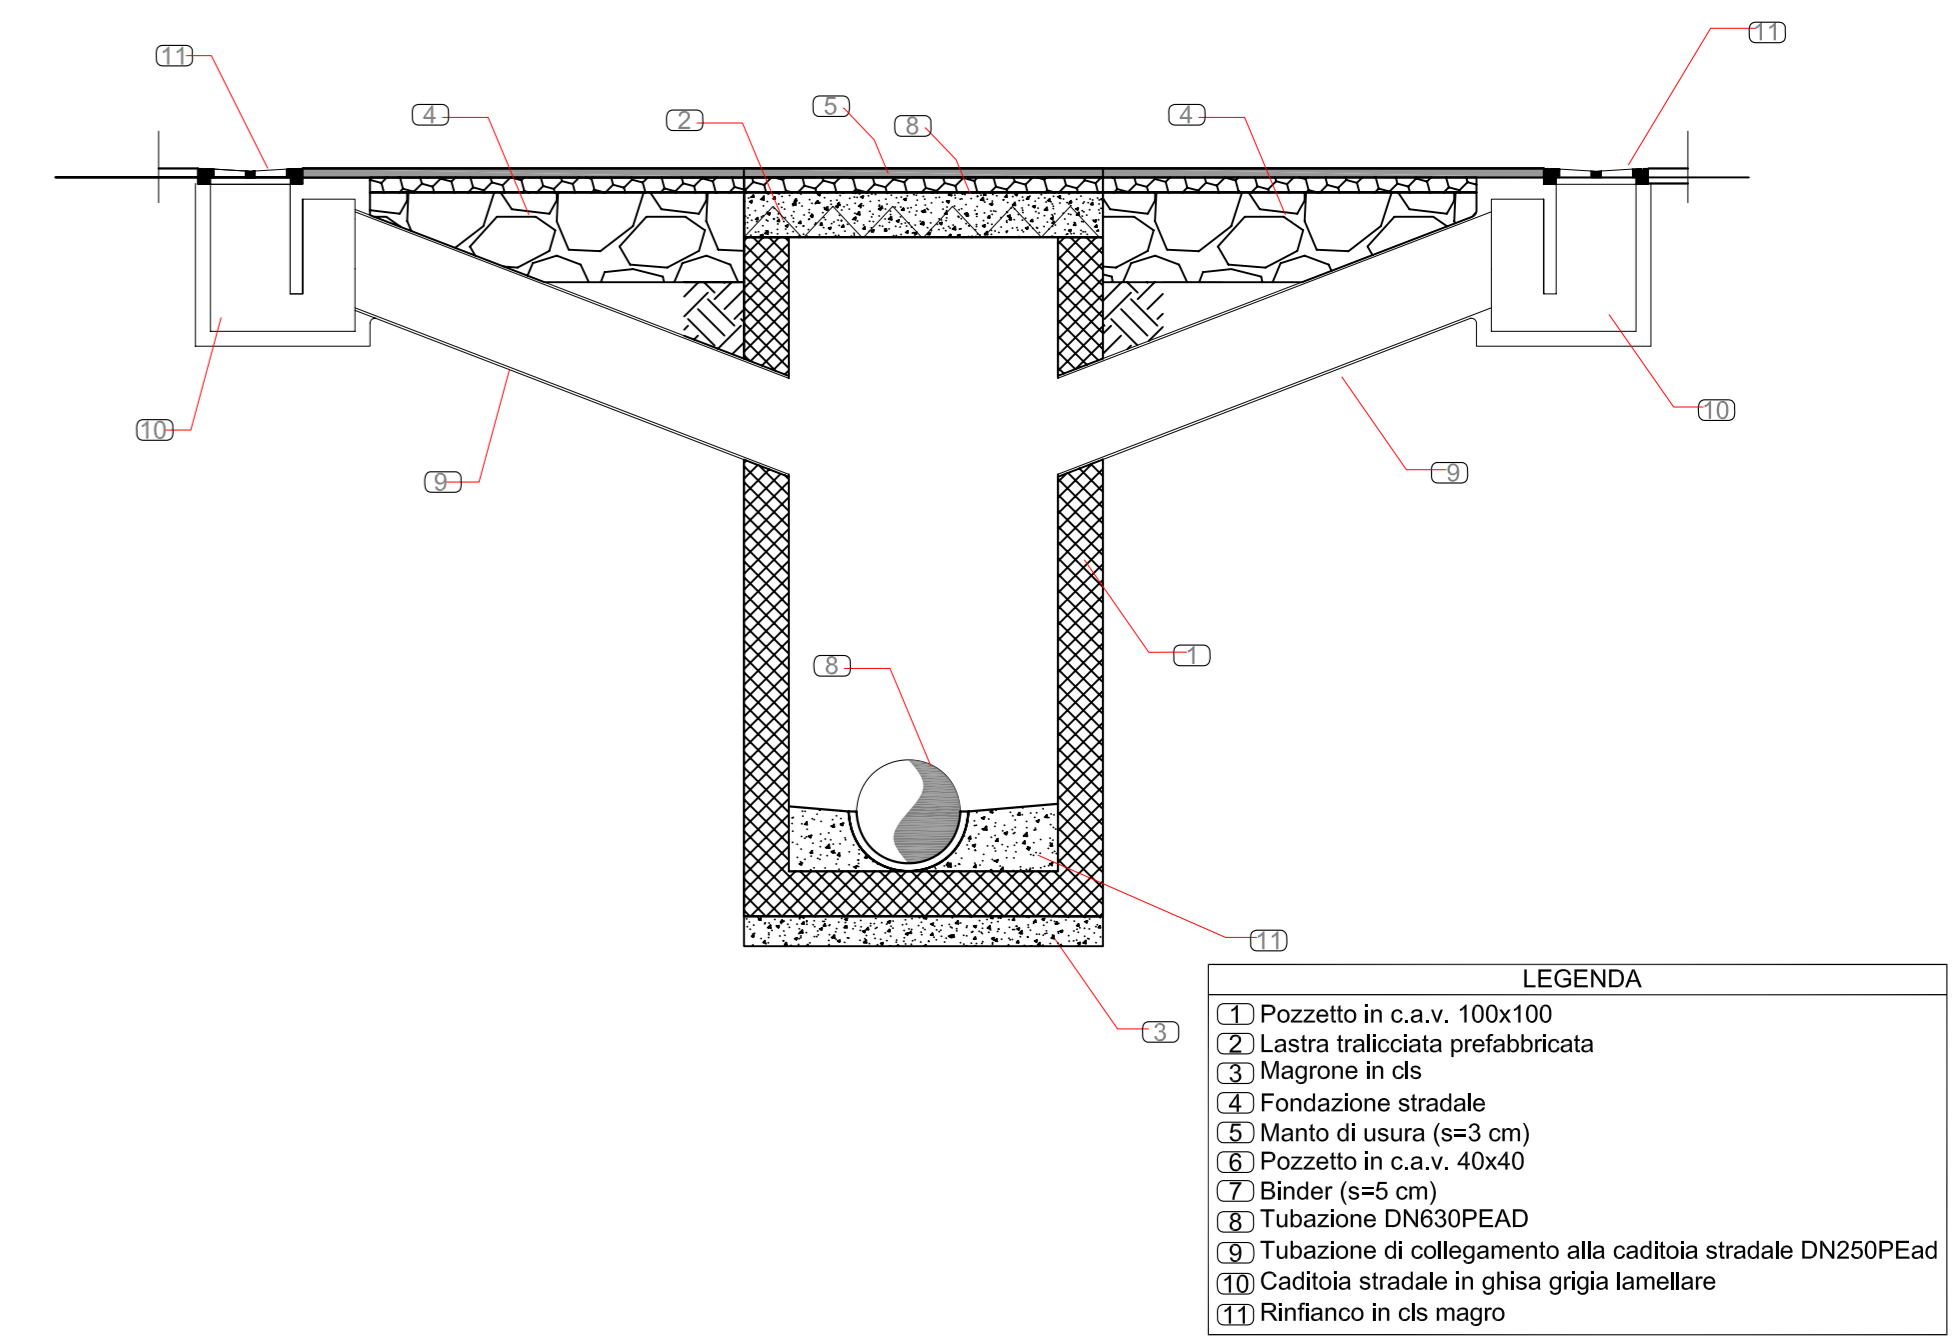 11
11
5
4
2
8
4
10
10
9
9
1
8
11
3
LEGENDA
1 Pozzetto in c.a.v. 100x100
2 Lastra tralicciata prefabbricata
3 Magrone in cls
4 Fondazione stradale
5 Manto di usura (s=3 cm)
6 Pozzetto in c.a.v. 40x40
7 Binder (s=5 cm)
8 Tubazione DN630PEAD
9 Tubazione di collegamento alla caditoia stradale DN250PEad
10 Caditoia stradale in ghisa grigia lamellare
11 Rinfianco in cls magro